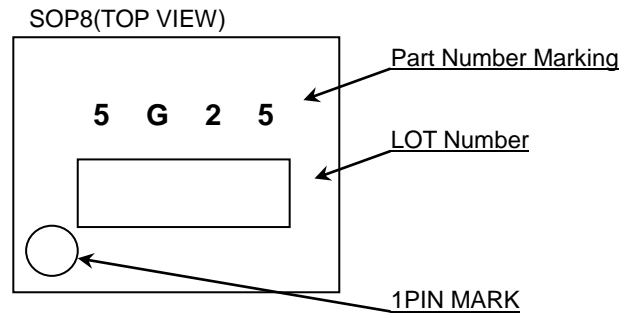 SOP8(TOP VIEW)
Part Number Marking
5 G 2 5
LOT Number
1PIN MARK